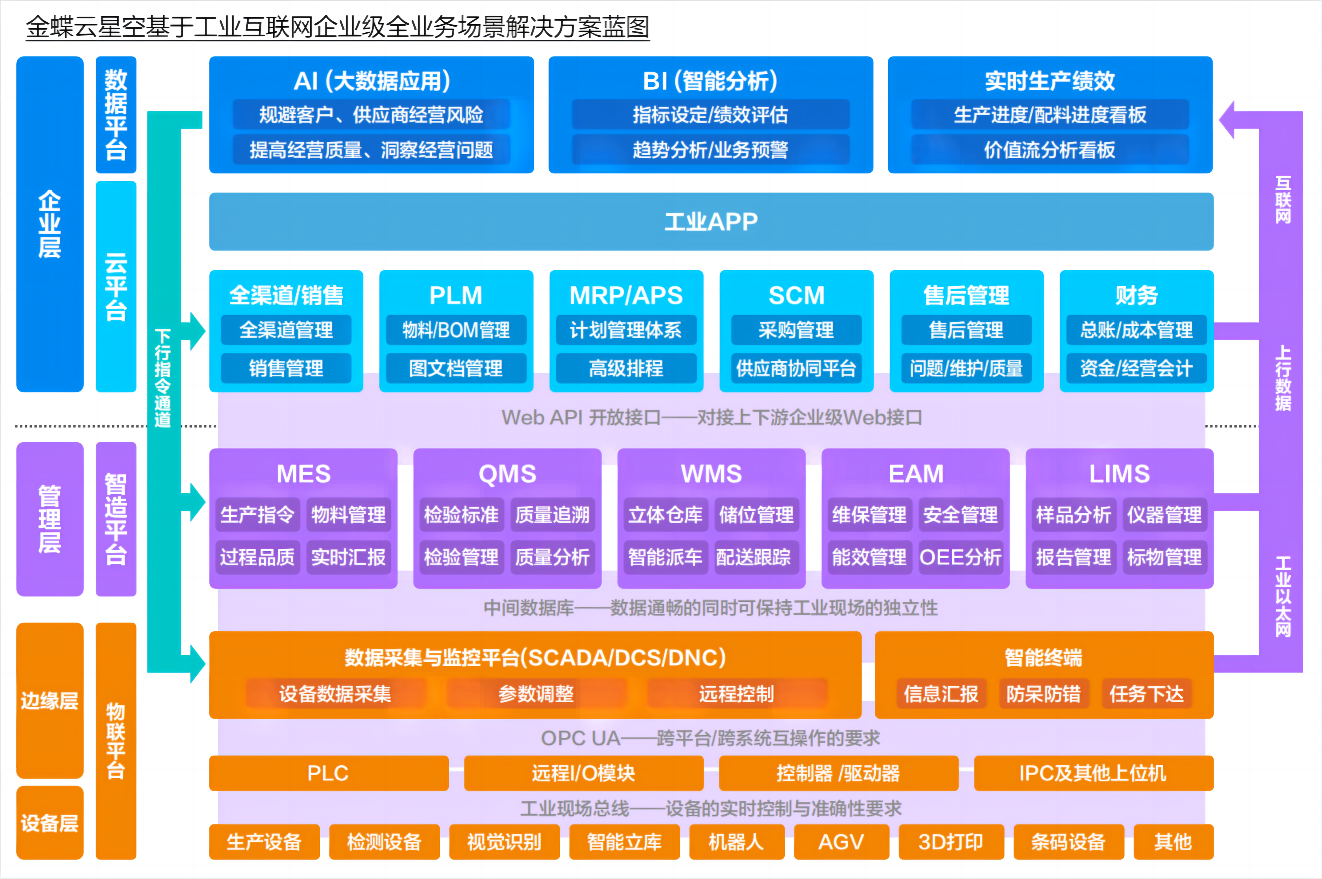 金蝶云星空基于工业互联网企业级全业务场景解决方案蓝图
企业层
数据平台
AI (大数据应用)
规避客户、供应商经营风险
提高经营质量、洞察经营问题
BI (智能分析)
指标设定/绩效评估
趋势分析/业务预警
实时生产绩效
生产进度/配料进度看板
价值流分析看板
云平台
工业APP
全渠道/销售
全渠道管理
销售管理
PLM
物料/BOM管理
图文档管理
MRP/APS
计划管理体系
高级排程
SCM
采购管理
供应商协同平台
售后管理
售后管理
问题/维护/质量
财务
总账/成本管理
资金/经营会计
下行指令通道
互联网
上行数据
工业以太网
Web API 开放接口——对接上下游企业级Web接口
管理层
智造平台
MES
生产指令 物料管理
过程品质 实时汇报
QMS
检验标准 质量追溯
检验管理 质量分析
WMS
立体仓库 储位管理
智能派车 配送跟踪
EAM
维保管理 安全管理
能效管理 OEE分析
LIMS
样品分析 仪器管理
报告管理 标物管理
中间数据库——数据通畅的同时可保持工业现场的独立性
边缘层
物联平台
数据采集与监控平台(SCADA/DCS/DNC)
设备数据采集 参数调整 远程控制
智能终端
信息汇报 防呆防错 任务下达
OPC UA——跨平台/跨系统互操作的要求
PLC 远程I/O模块 控制器 /驱动器 IPC及其他上位机
工业现场总线——设备的实时控制与准确性要求
设备层
生产设备 检测设备 视觉识别 智能立库 机器人 AGV 3D打印 条码设备 其他